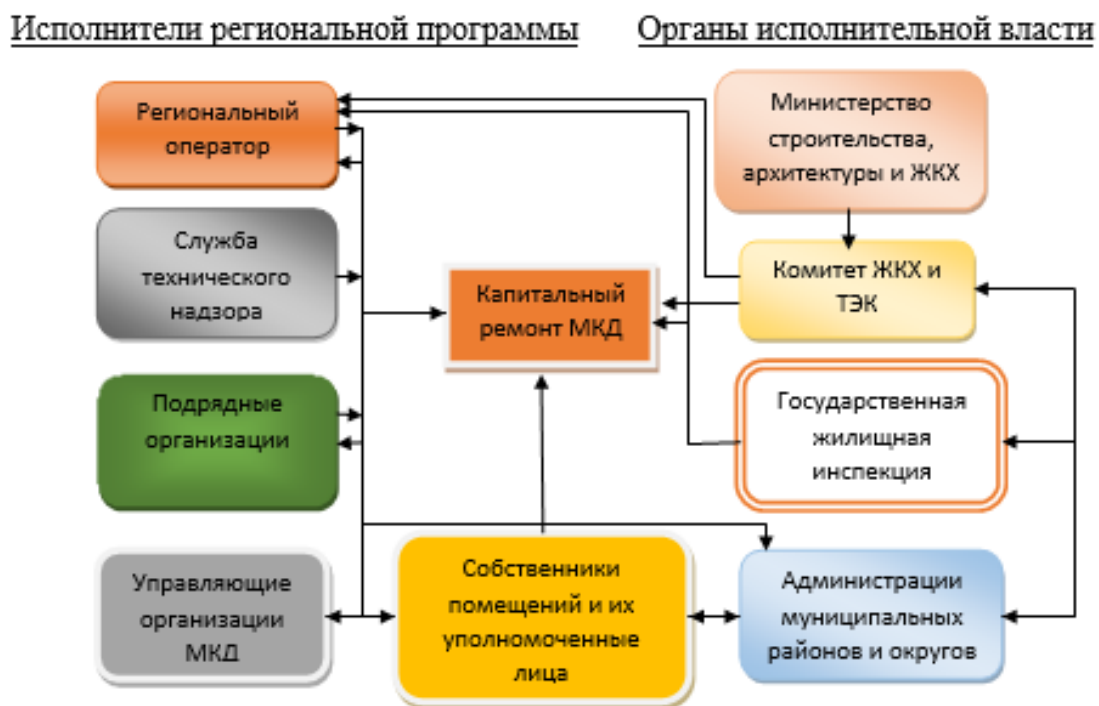 Исполнители региональной программы
Органы исполнительной власти
Региональный
оператор
Министерство
строительства,
архитектуры и ЖКХ
Служба
технического
надзора
Капитальный
ремонт МКД
Комитет ЖКХ и
ТЭК
Подрядные
организации
Государственная
жилищная
инспекция
Управляющие
организации
МКД
Собственники
помещений и их
уполномоченные
лица
Администрации
муниципальных
районов и округов